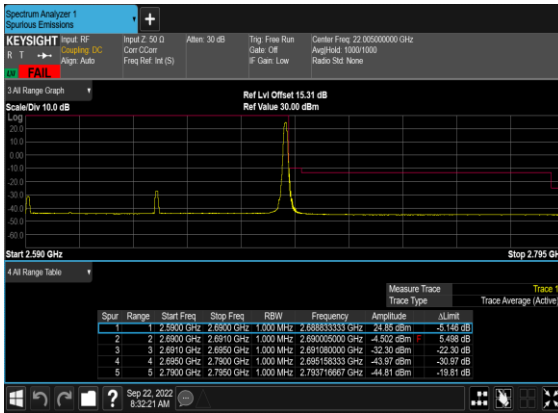 Spectrum Analyzer 1
Spurious Emissions
+
KEYSIGHT Input: RF Input Z: 50 Ω Atten: 30 dB Trig: Free Run Center Freq: 22.005000000 GHz
R T Coupling: DC Corr CCorr Gate: Off Avg|Hold: 1000/1000
Align: Auto Freq Ref: Int (S) IF Gain: Low Radio Std: None
LW FAIL
3 All Range Graph
Ref Lvl Offset 15.31 dB
Scale/Div 10.0 dB Ref Value 30.00 dBm
Log
20.0
10.0
0.00
-10.0
-20.0
-30.0
-40.0
-50.0
-60.0
Start 2.590 GHz Stop 2.795 GH
4 All Range Table
Measure Trace Trace 1
Trace Type Trace Average (Active)
Spur Range Start Freq Stop Freq RBW Frequency Amplitude ΔLimit
1 1 2.5900 GHz 2.6900 GHz 1.000 MHz 2.688833333 GHz 24.85 dBm -5.146 dB
2 2 2.6900 GHz 2.6910 GHz 1.000 MHz 2.690005000 GHz -4.502 dBm F 5.498 dB
3 3 2.6910 GHz 2.6950 GHz 1.000 MHz 2.691080000 GHz -32.30 dBm -22.30 dB
4 4 2.6950 GHz 2.7900 GHz 1.000 MHz 2.695158333 GHz -43.97 dBm -30.97 dB
5 5 2.7900 GHz 2.7950 GHz 1.000 MHz 2.793716667 GHz -44.81 dBm -19.81 dB
? Sep 22, 2022
8:32:21 AM